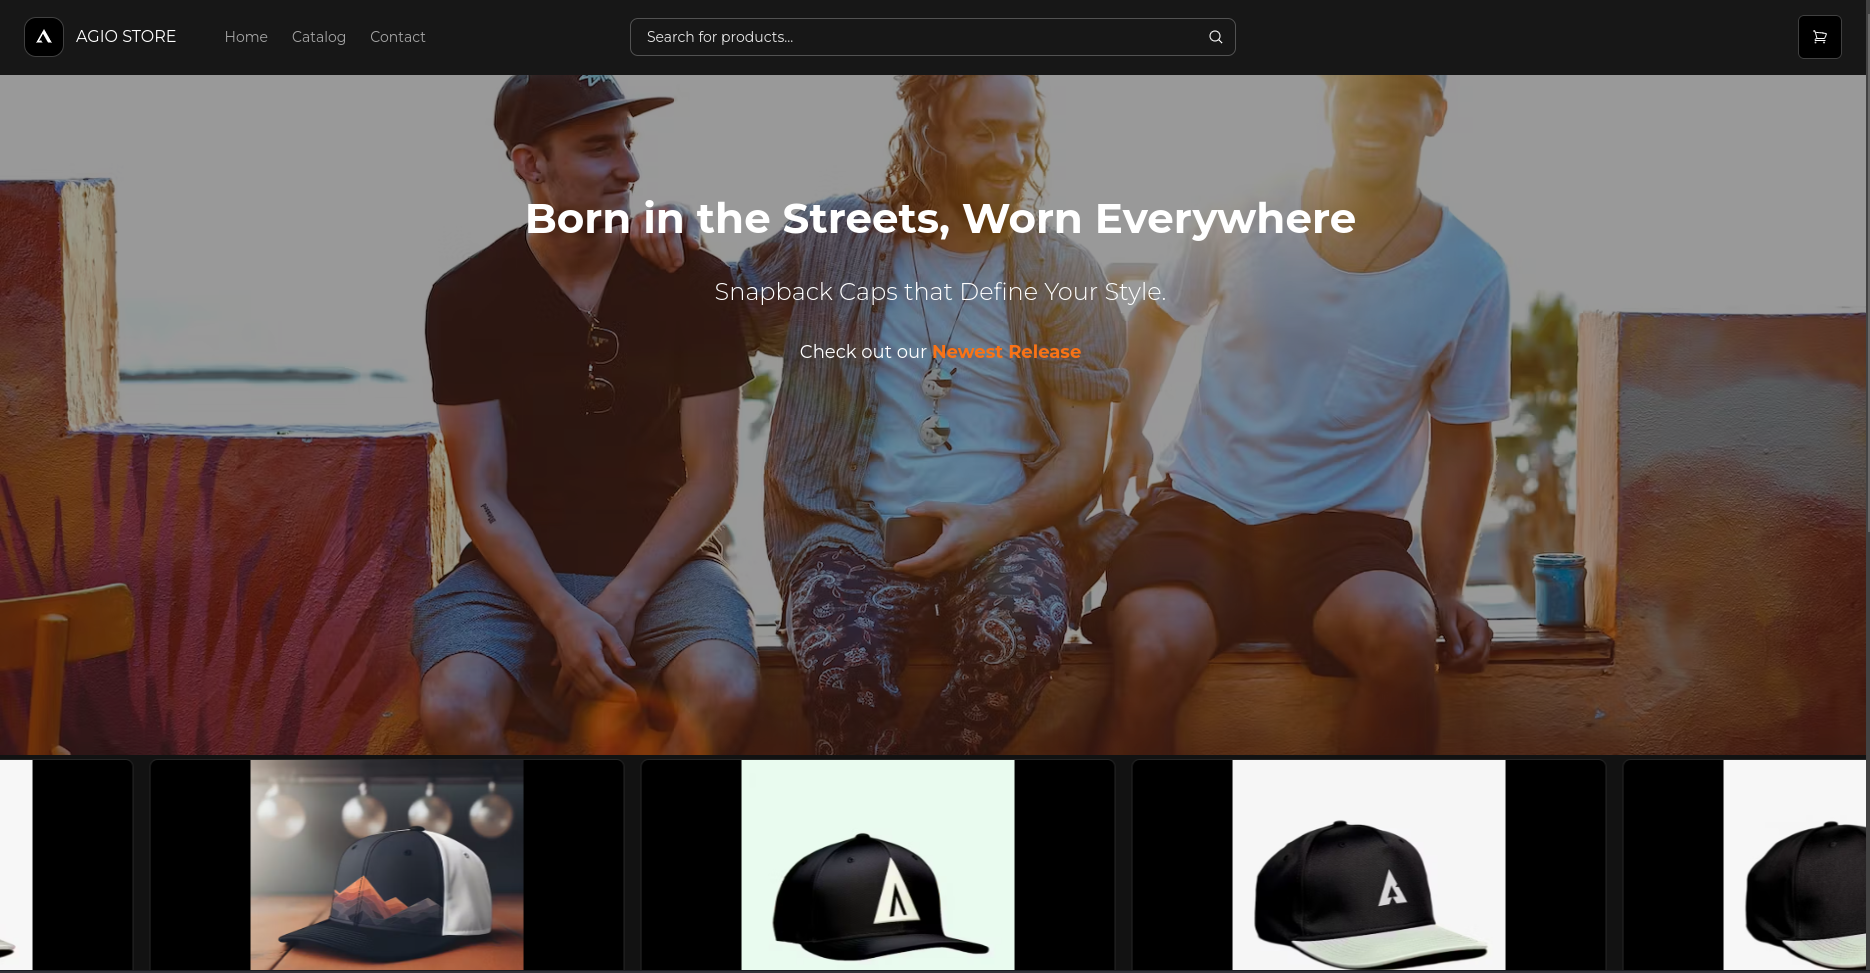 AGIO STORE
Home
Catalog
Contact
Search for products...
Born in the Streets, Worn Everywhere
Snapback Caps that Define Your Style.
Check out our Newest Release